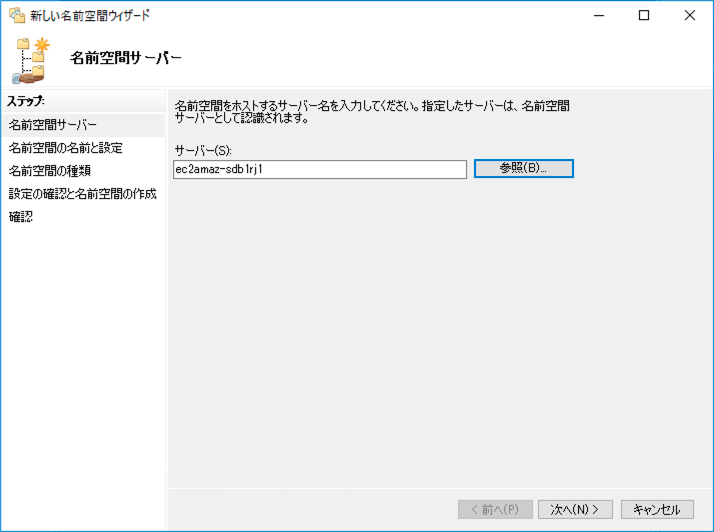 新しい名前空間ウィザード
名前空間サーバー
ステップ:
名前空間サーバー
名前空間の名前と設定
名前空間の種類
設定の確認と名前空間の作成
確認
名前空間をホストするサーバー名を入力してください。指定したサーバーは、名前空間
サーバーとして認識されます。
サーバー(S):
ec2amaz-sdb1rj1
参照(B)...
< 前へ(P)
次へ(N) >
キャンセル